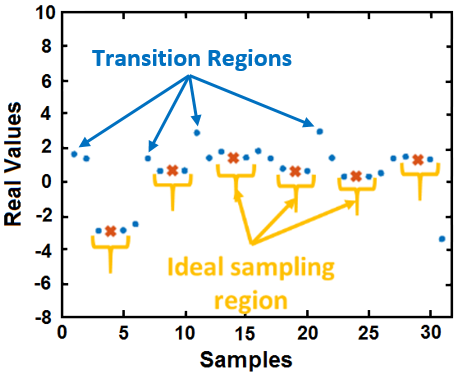 10
8
6
4
2
0
-2
-4
-6
-8
Real Values
Transition Regions
Ideal sampling
region
0 5 10 15 20 25 30
Samples